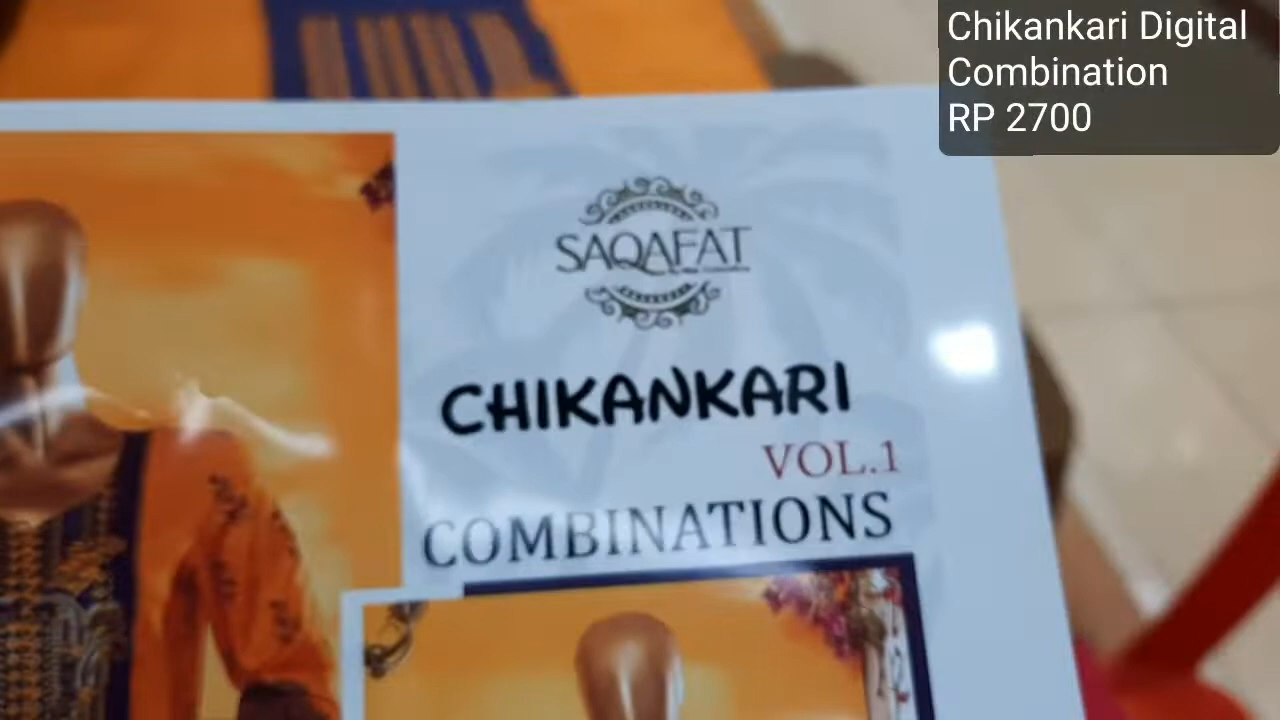 Chikankari Digital
Combination
RP 2700
SAQAFAT
CHIKANKARI
VOL.1
COMBINATIONS